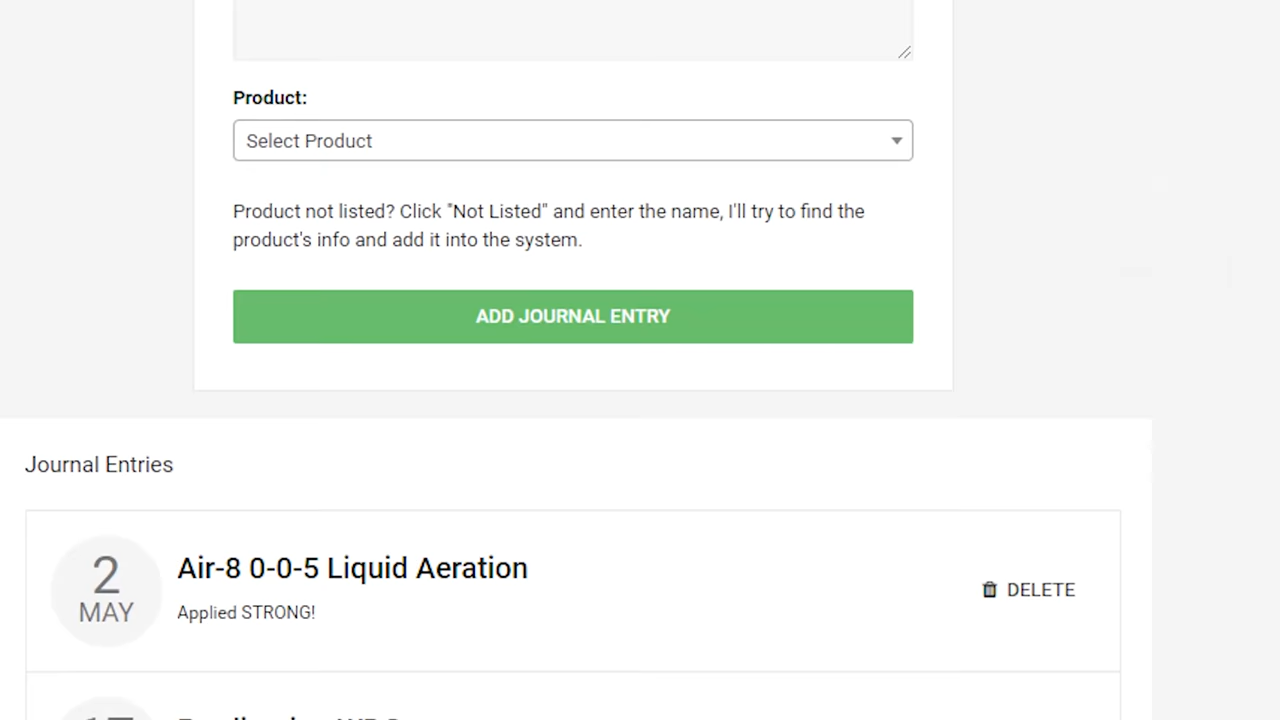 Product:
Select Product
Product not listed? Click "Not Listed" and enter the name, I'll try to find the
product's info and add it into the system.
ADD JOURNAL ENTRY
Journal Entries
2
MAY
Air-8 0-0-5 Liquid Aeration
Applied STRONG!
DELETE